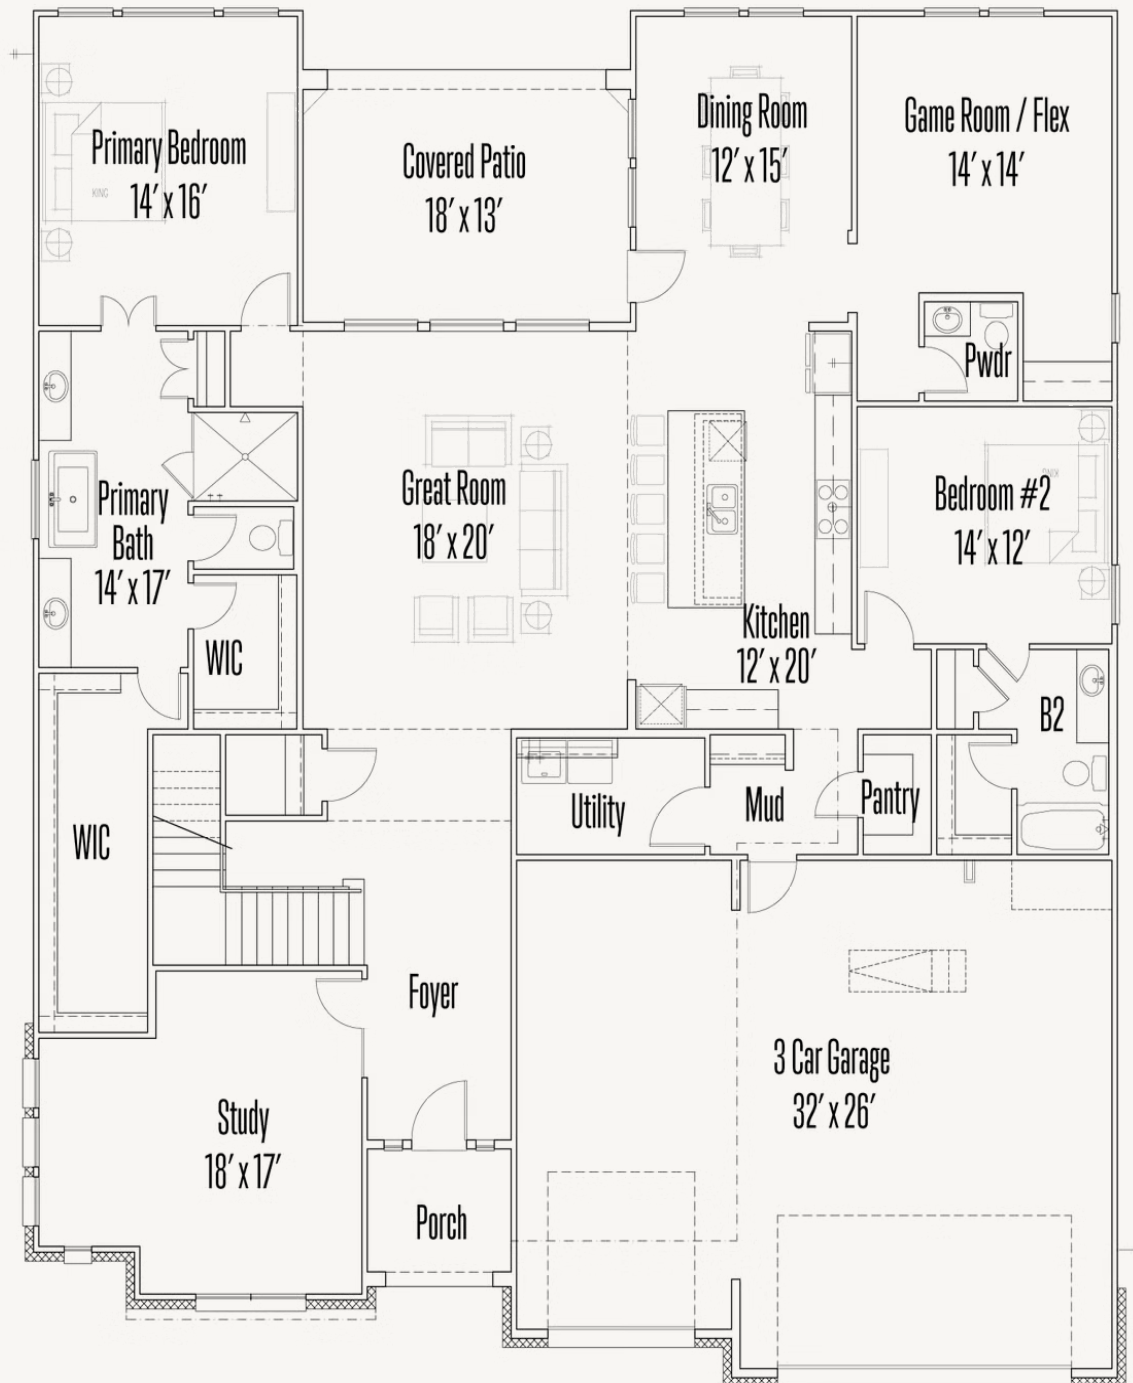 Primary Bedroom
14' x 16'
KING
Covered Patio
18' x 13'
Dining Room
12' x 15'
Game Room / Flex
14' x 14'
Pwdr
Primary
Bath
14' x 17'
Great Room
18' x 20'
Bedroom #2
14' x 12'
KING
WIC
Kitchen
12' x 20'
B2
WIC
Utility
Mud
Pantry
Foyer
3 Car Garage
32' x 26'
Study
18' x 17'
Porch